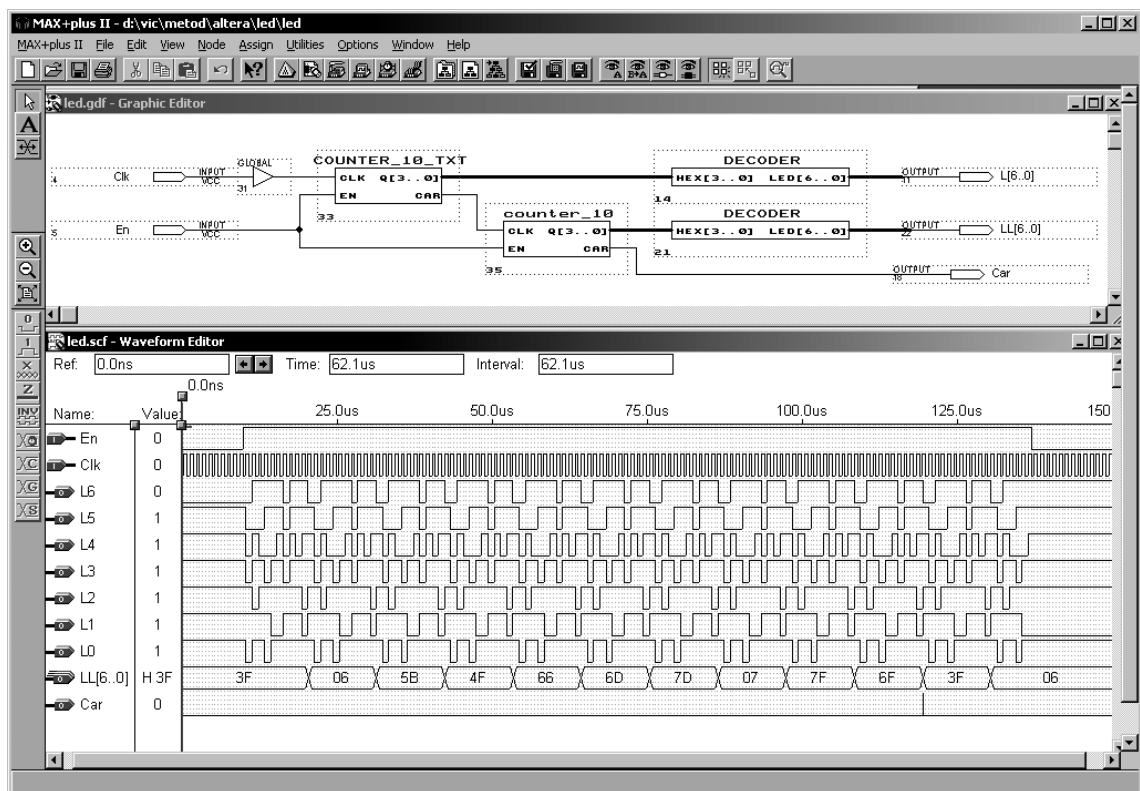 MAX+plus II - d:\vic\metod\altera\led\led
MAX+plus II File Edit View Node Assign Utilities Options Window Help
led.gdf - Graphic Editor
Clk INPUT VCC GLOBAL 31 COUNTER_10_TXT DECODER
CLK Q[3..0] HEX[3..0] LED[6..0] OUTPUT 11 L[6..0]
EN CAR
33 14
En INPUT VCC counter_10 DECODER
CLK Q[3..0] HEX[3..0] LED[6..0] OUTPUT 22 LL[6..0]
EN CAR
35 21
OUTPUT 18 Car
led.scf - Waveform Editor
Ref: 0.0ns Time: 62.1us Interval: 62.1us
0.0ns
Name: Value: 25.0us 50.0us 75.0us 100.0us 125.0us 150
En 0
Clk 0
L6 0
L5 1
L4 1
L3 1
L2 1
L1 1
L0 1
LL[6..0] H 3F 3F 06 5B 4F 66 6D 7D 07 7F 6F 3F 06
Car 0